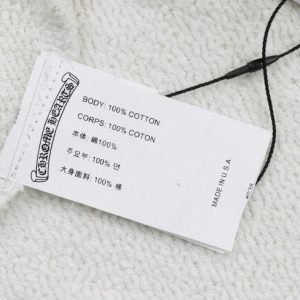 CHROME HEARTS
BODY: 100% COTTON
CORPS: 100% COTON
本体: 綿100%
주요부: 100% 면
大身面料: 100% 棉
MADE IN U.S.A.